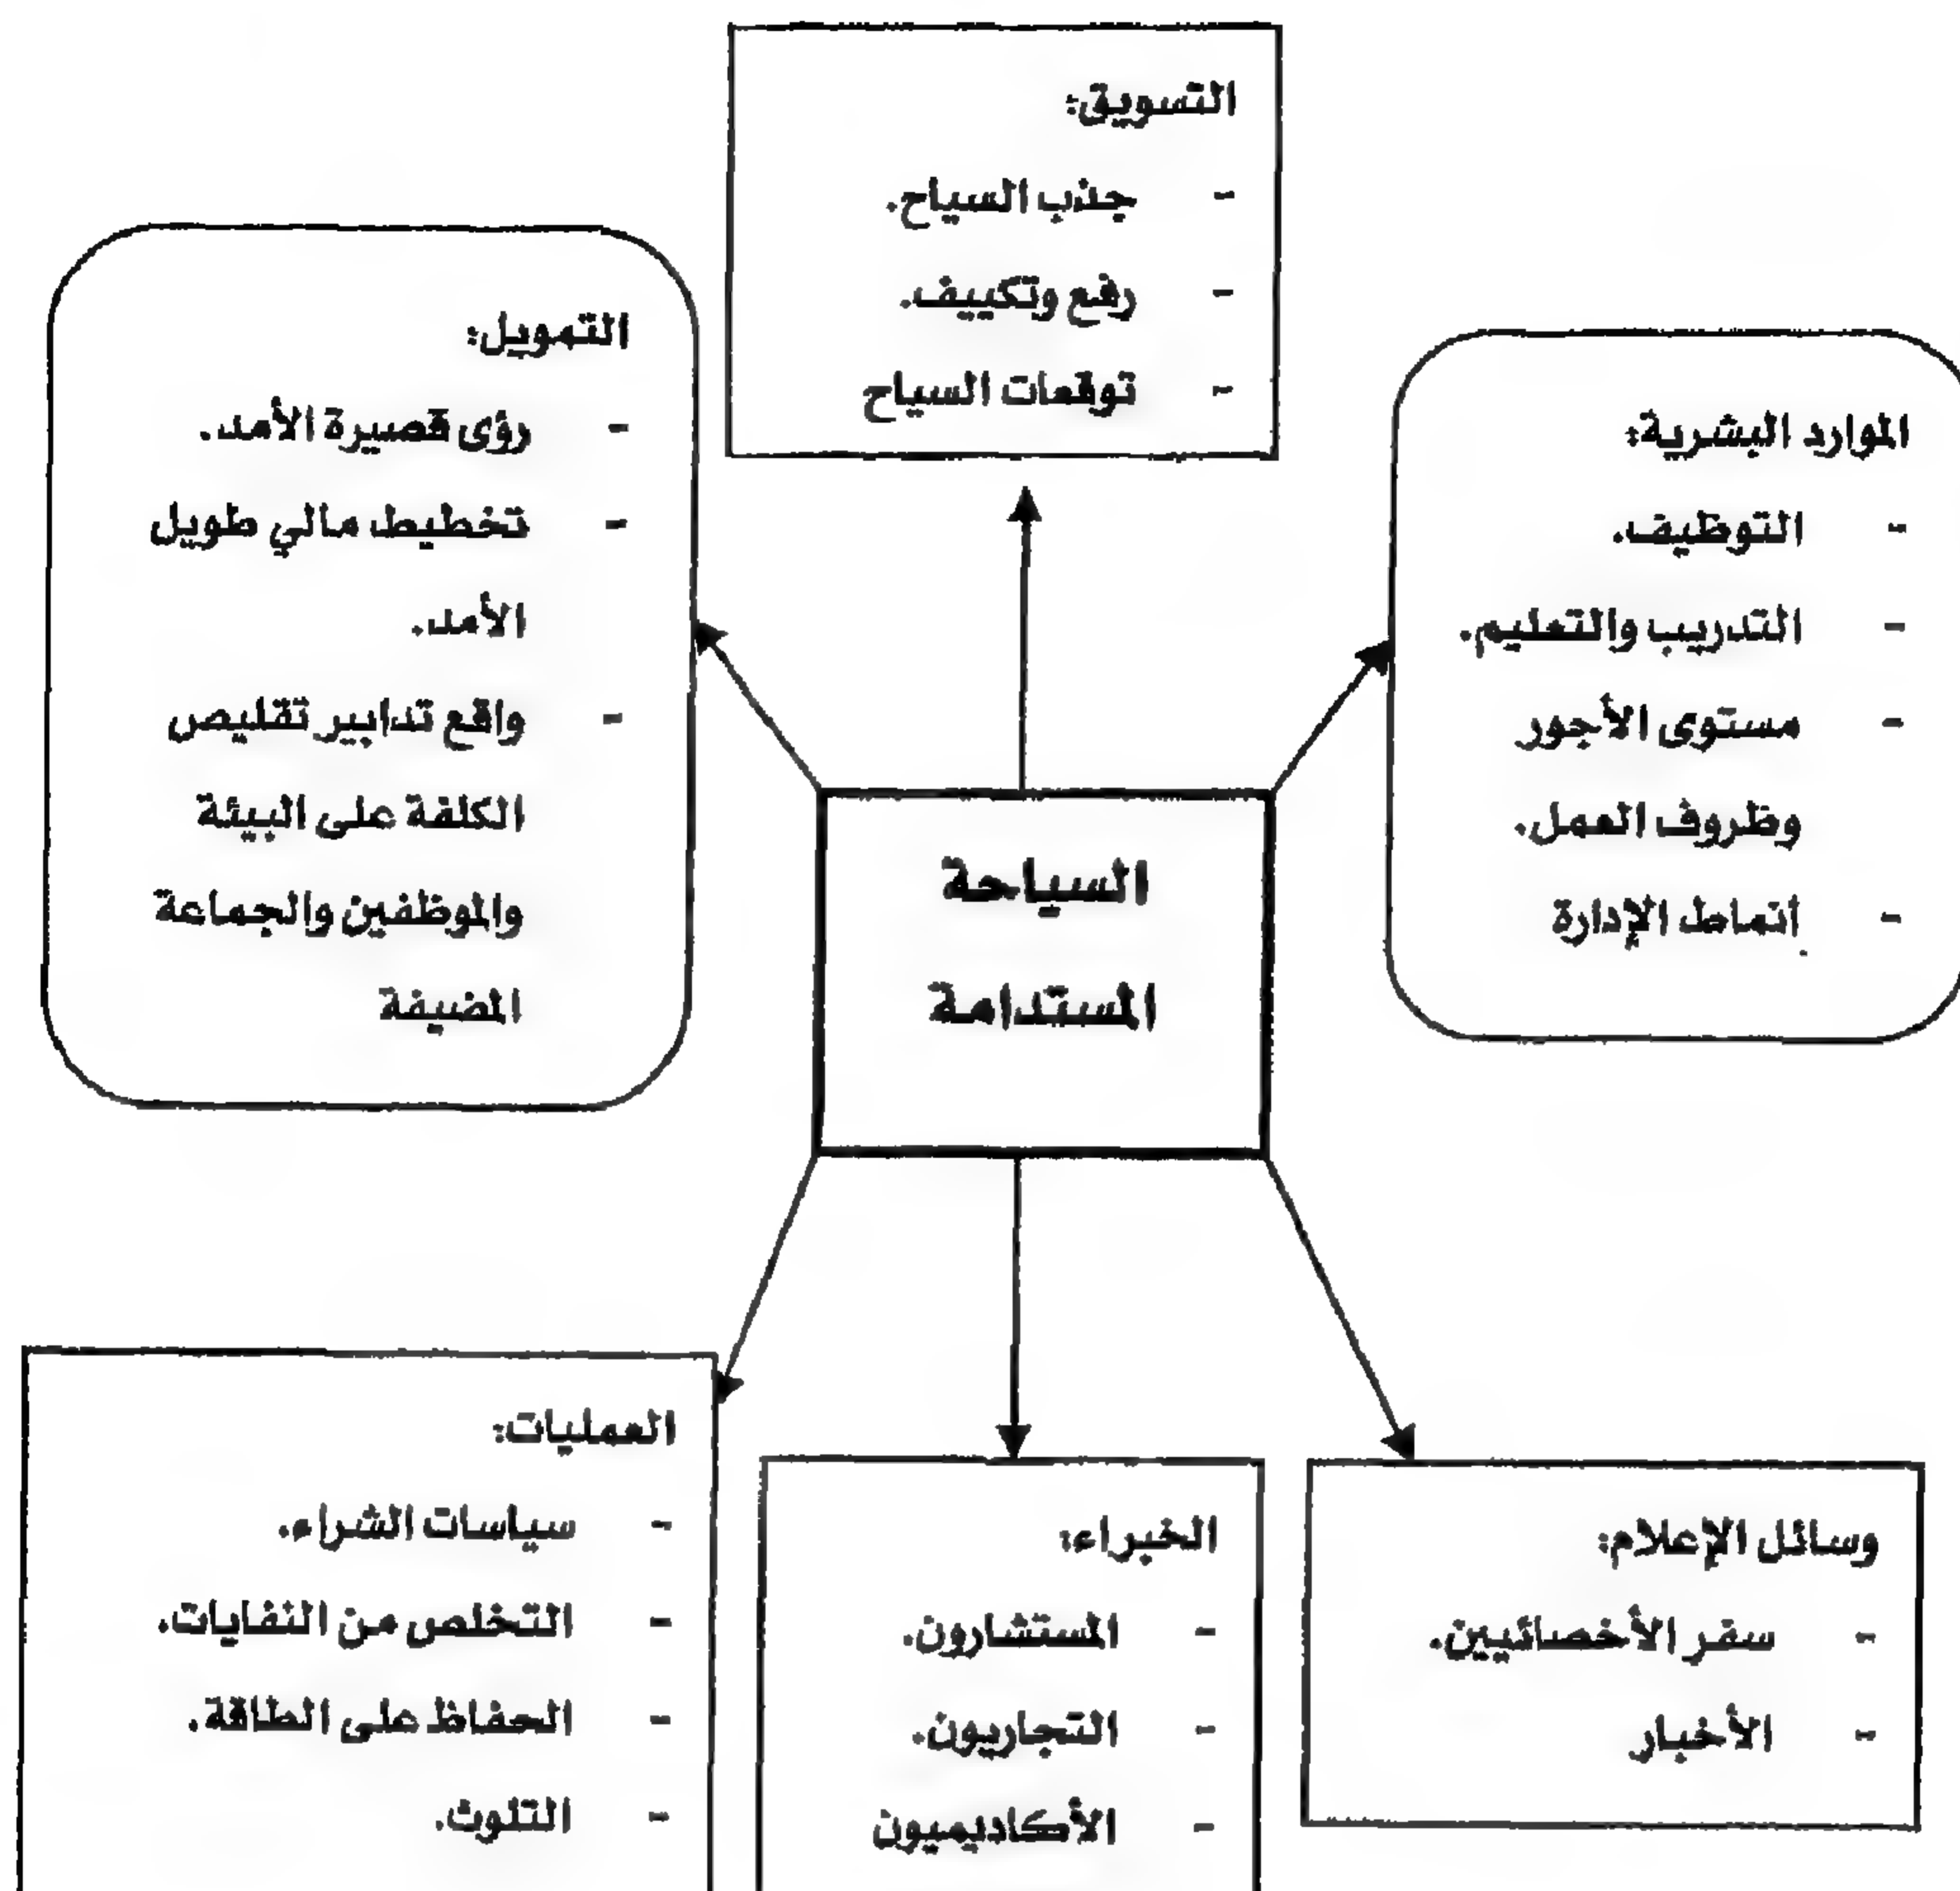 التسويق:
- جذب السياح.
- رفع وتكييف.
- توقعات السياح
الموارد البشرية:
- التوظيف.
- التدريب والتعليم.
- مستوى الأجور
وظروف العمل.
- أنماط الإدارة
التمويل:
- رؤى قصيرة الأمد.
- تخطيط مالي طويل
الأمد.
- واقع تدابير تقليص
الكلفة على البيئة
والموظفين والجماعة
المضيفة
السياحة
المستدامة
وسائل الإعلام:
- سفر الأخصائيين.
- الأخبار
الخبراء:
- المستشارون.
- التجاريون.
- الأكاديميون
العمليات:
- سياسات الشراء.
- التخلص من النفايات.
- الحفاظ على الطاقة.
- التلوث.